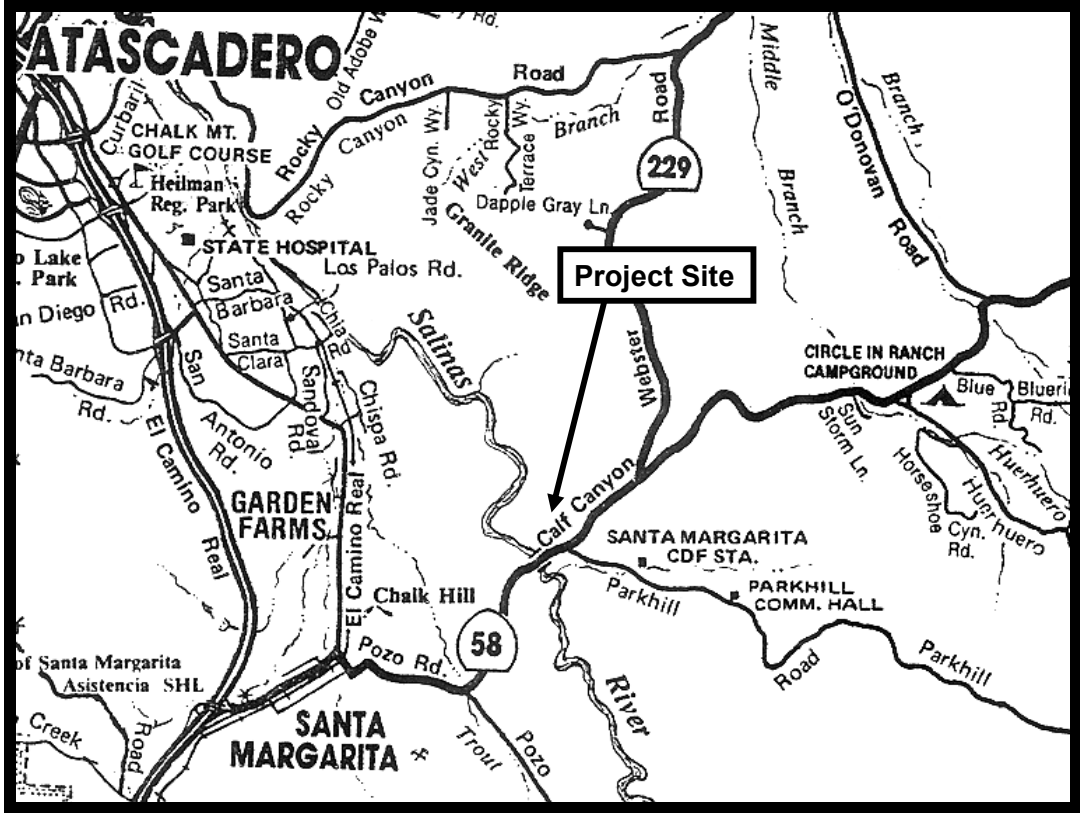 Rd.
Old Adobe W
ATASCADERO
Canyon
Road
Rocky
Canyon
Rocky
Curbaril
CHALK MT.
GOLF COURSE
Heilman
Reg. Park
STATE HOSPITAL
Jade Cyn. Wy.
West Rocky
Terrace Wy.
Branch
Road
229
Dapple Gray Ln.
Granite Ridge
Middle
Branch
Branch
O'Donovan
Road
o Lake
. Park
n Diego Rd.
Santa
Barbara
Los Palos Rd.
Santa
Clara
Chia
Rd
Salinas
Project Site
Webster
CIRCLE IN RANCH
CAMPGROUND
Blue
Rd.
Blueri
Rd.
Sun
Storm Ln.
Horseshoe
Cyn.
Rd.
Huerhuero
Huerhuero
nta Barbara
Rd.
San
Antonio
Rd.
Sandoval
Rd
Chispa Rd.
El Camino
Real
GARDEN
FARMS
El Camino Real
Calf Canyon
SANTA MARGARITA
CDF STA.
Parkhill
PARKHILL
COMM. HALL
Road
Parkhill
Chalk Hill
58
Pozo Rd.
River
of Santa Margarita
Asistencia SHL
Creek
Road
SANTA
MARGARITA
Trout
Pozo